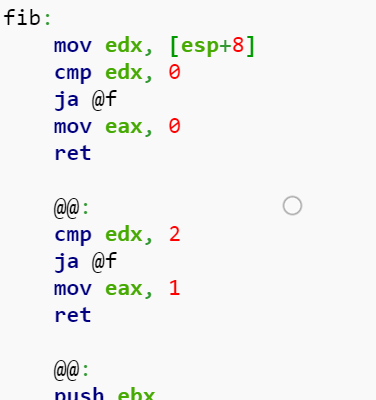 fib:
    mov edx, [esp+8]
    cmp edx, 0
    ja @f
    mov eax, 0
    ret

    @@:
    cmp edx, 2
    ja @f
    mov eax, 1
    ret

    @@:
    push ebx